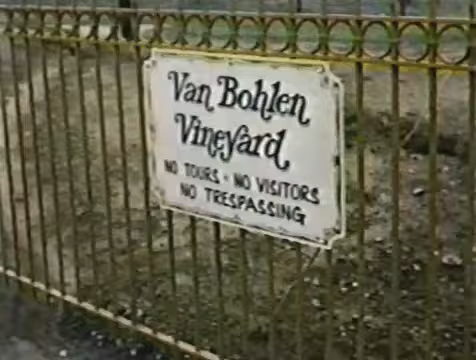 Van Bohlen
Vineyard
NO TOURS • NO VISITORS
NO TRESPASSING